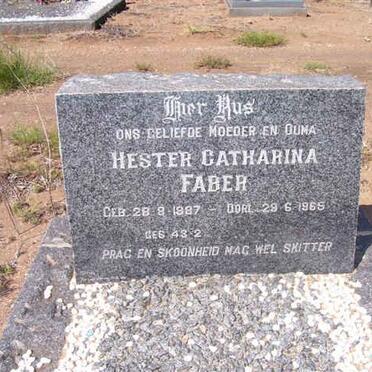 Hier Rus
ONS GELIEFDE MOEDER EN OUMA
HESTER CATHARINA
FABER
GEB. 28·9·1887 — OORL. 29·6·1965
GES. 43·2
PRAG EN SKOONHEID MAG WEL SKITTER